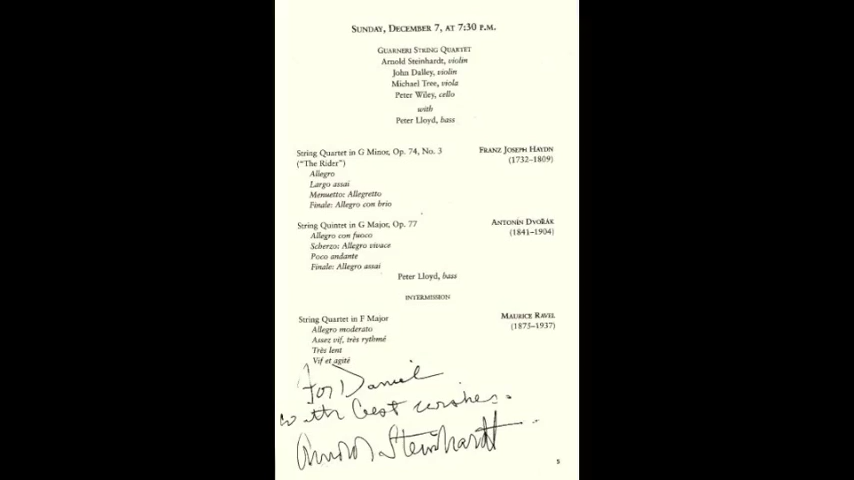 SUNDAY, DECEMBER 7, AT 7:30 P.M.
GUARNERI STRING QUARTET
Arnold Steinhardt, violin
John Dalley, violin
Michael Tree, viola
Peter Wiley, cello
with
Peter Lloyd, bass
String Quartet in G Minor, Op. 74, No. 3 FRANZ JOSEPH HAYDN
("The Rider") (1732–1809)
Allegro
Largo assai
Menuetto: Allegretto
Finale: Allegro con brio
String Quintet in G Major, Op. 77 ANTONÍN DVOŘÁK
Allegro con fuoco (1841–1904)
Scherzo: Allegro vivace
Poco andante
Finale: Allegro assai
Peter Lloyd, bass
INTERMISSION
String Quartet in F Major MAURICE RAVEL
Allegro moderato (1875–1937)
Assez vif, très rythmé
Très lent
Vif et agité
For Daniel
with best wishes.
Arnold Steinhardt
5